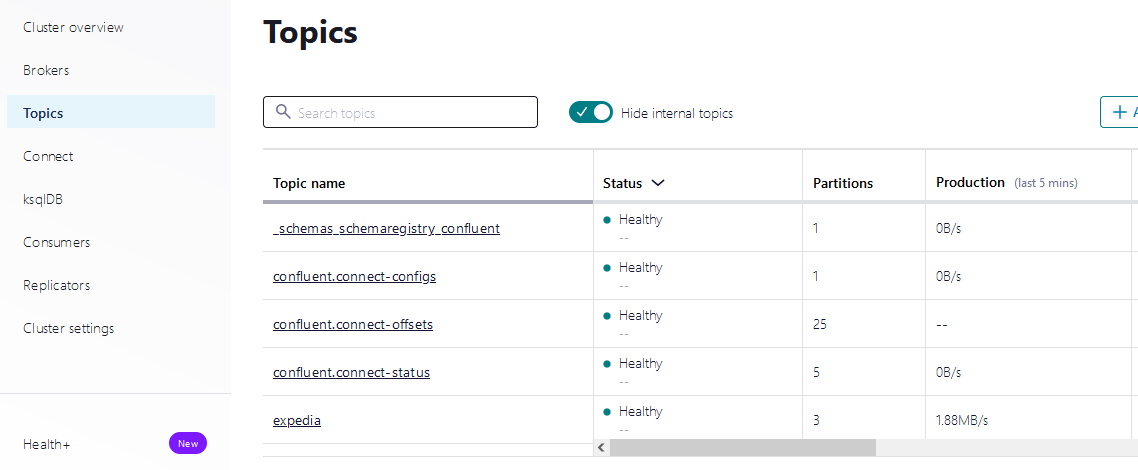 Cluster overview
Brokers
Topics
Connect
ksqlDB
Consumers
Replicators
Cluster settings
Health+ New
Topics
Search topics
Hide internal topics
+ A
Topic name Status Partitions Production (last 5 mins)
_schemas_schemaregistry_confluent Healthy 1 0B/s
--
confluent.connect-configs Healthy 1 0B/s
--
confluent.connect-offsets Healthy 25 --
--
confluent.connect-status Healthy 5 0B/s
--
expedia Healthy 3 1.88MB/s
--